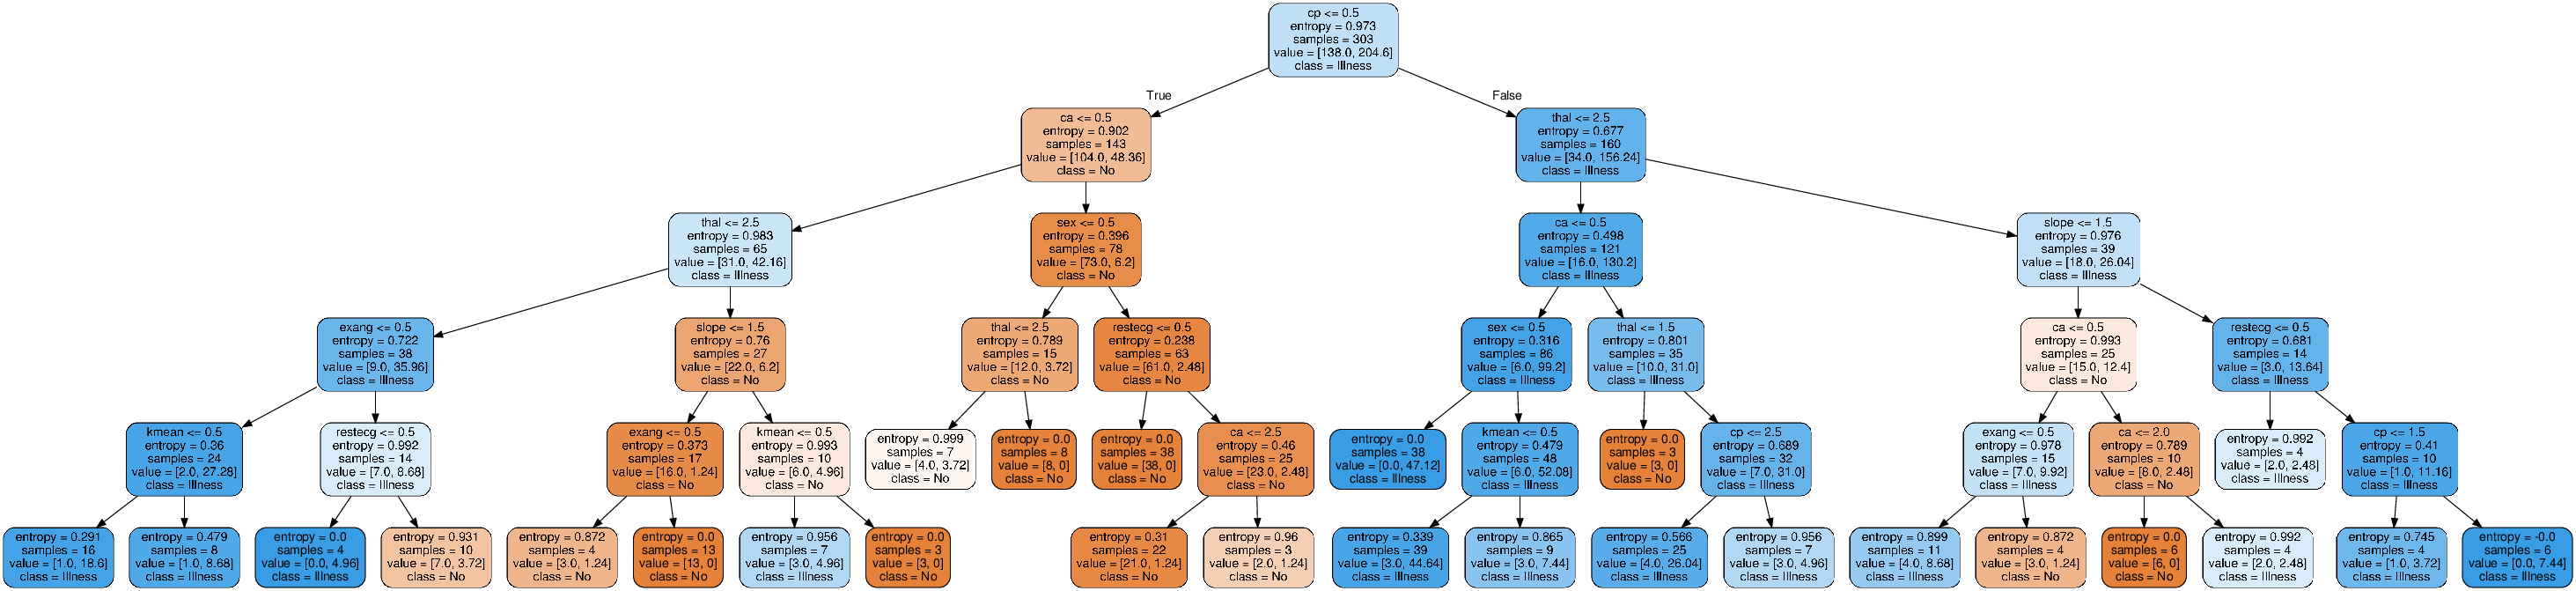 cp <= 0.5
entropy = 0.973
samples = 303
value = [138.0, 204.6]
class = Illness
True
False
ca <= 0.5
entropy = 0.902
samples = 143
value = [104.0, 48.36]
class = No
thal <= 2.5
entropy = 0.677
samples = 160
value = [34.0, 156.24]
class = Illness
thal <= 2.5
entropy = 0.983
samples = 65
value = [31.0, 42.16]
class = Illness
sex <= 0.5
entropy = 0.396
samples = 78
value = [73.0, 6.2]
class = No
ca <= 0.5
entropy = 0.498
samples = 121
value = [16.0, 130.2]
class = Illness
slope <= 1.5
entropy = 0.976
samples = 39
value = [18.0, 26.04]
class = Illness
exang <= 0.5
entropy = 0.722
samples = 38
value = [9.0, 35.96]
class = Illness
slope <= 1.5
entropy = 0.76
samples = 27
value = [22.0, 6.2]
class = No
thal <= 2.5
entropy = 0.789
samples = 15
value = [12.0, 3.72]
class = No
restecg <= 0.5
entropy = 0.238
samples = 63
value = [61.0, 2.48]
class = No
sex <= 0.5
entropy = 0.316
samples = 86
value = [6.0, 99.2]
class = Illness
thal <= 1.5
entropy = 0.801
samples = 35
value = [10.0, 31.0]
class = Illness
ca <= 0.5
entropy = 0.993
samples = 25
value = [15.0, 12.4]
class = No
restecg <= 0.5
entropy = 0.681
samples = 14
value = [3.0, 13.64]
class = Illness
kmean <= 0.5
entropy = 0.36
samples = 24
value = [2.0, 27.28]
class = Illness
restecg <= 0.5
entropy = 0.992
samples = 14
value = [7.0, 8.68]
class = Illness
exang <= 0.5
entropy = 0.373
samples = 17
value = [16.0, 1.24]
class = No
kmean <= 0.5
entropy = 0.993
samples = 10
value = [6.0, 4.96]
class = No
entropy = 0.999
samples = 7
value = [4.0, 3.72]
class = No
entropy = 0.0
samples = 8
value = [8, 0]
class = No
entropy = 0.0
samples = 38
value = [38, 0]
class = No
ca <= 2.5
entropy = 0.46
samples = 25
value = [23.0, 2.48]
class = No
entropy = 0.0
samples = 38
value = [0.0, 47.12]
class = Illness
kmean <= 0.5
entropy = 0.479
samples = 48
value = [6.0, 52.08]
class = Illness
entropy = 0.0
samples = 3
value = [3, 0]
class = No
cp <= 2.5
entropy = 0.689
samples = 32
value = [7.0, 31.0]
class = Illness
exang <= 0.5
entropy = 0.978
samples = 15
value = [7.0, 9.92]
class = Illness
ca <= 2.0
entropy = 0.789
samples = 10
value = [8.0, 2.48]
class = No
entropy = 0.992
samples = 4
value = [2.0, 2.48]
class = Illness
cp <= 1.5
entropy = 0.41
samples = 10
value = [1.0, 11.16]
class = Illness
entropy = 0.291
samples = 16
value = [1.0, 18.6]
class = Illness
entropy = 0.479
samples = 8
value = [1.0, 8.68]
class = Illness
entropy = 0.0
samples = 4
value = [0.0, 4.96]
class = Illness
entropy = 0.931
samples = 10
value = [7.0, 3.72]
class = No
entropy = 0.872
samples = 4
value = [3.0, 1.24]
class = No
entropy = 0.0
samples = 13
value = [13, 0]
class = No
entropy = 0.956
samples = 7
value = [3.0, 4.96]
class = Illness
entropy = 0.0
samples = 3
value = [3, 0]
class = No
entropy = 0.31
samples = 22
value = [21.0, 1.24]
class = No
entropy = 0.96
samples = 3
value = [2.0, 1.24]
class = No
entropy = 0.339
samples = 39
value = [3.0, 44.64]
class = Illness
entropy = 0.865
samples = 9
value = [3.0, 7.44]
class = Illness
entropy = 0.566
samples = 25
value = [4.0, 26.04]
class = Illness
entropy = 0.956
samples = 7
value = [3.0, 4.96]
class = Illness
entropy = 0.899
samples = 11
value = [4.0, 8.68]
class = Illness
entropy = 0.872
samples = 4
value = [3.0, 1.24]
class = No
entropy = 0.0
samples = 6
value = [6, 0]
class = No
entropy = 0.992
samples = 4
value = [2.0, 2.48]
class = Illness
entropy = 0.745
samples = 4
value = [1.0, 3.72]
class = Illness
entropy = -0.0
samples = 6
value = [0.0, 7.44]
class = Illness